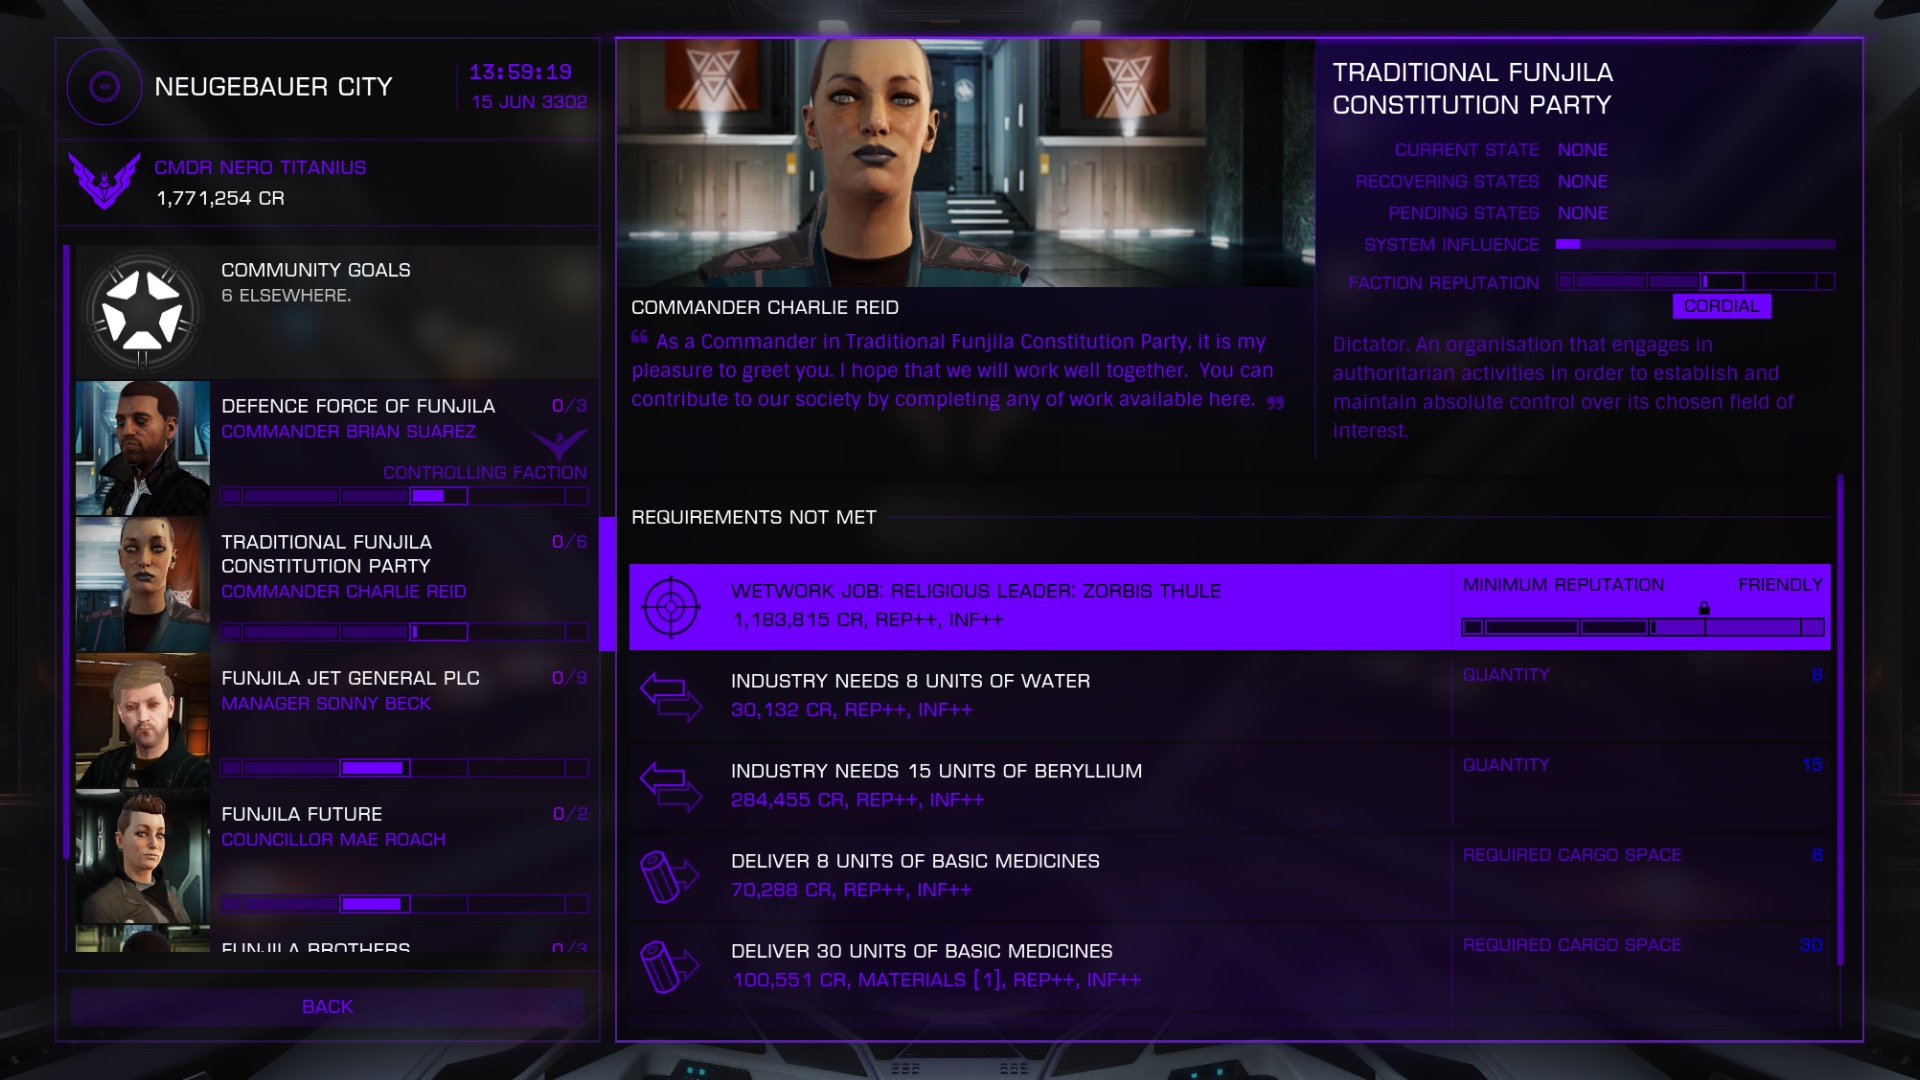 NEUGEBAUER CITY
13:59:19
15 JUN 3302
CMDR NERO TITANIUS
1,771,254 CR
COMMUNITY GOALS
6 ELSEWHERE.
DEFENCE FORCE OF FUNJILA 0/3
COMMANDER BRIAN SUAREZ
CONTROLLING FACTION
TRADITIONAL FUNJILA 0/6
CONSTITUTION PARTY
COMMANDER CHARLIE REID
FUNJILA JET GENERAL PLC 0/9
MANAGER SONNY BECK
FUNJILA FUTURE 0/2
COUNCILLOR MAE ROACH
FUNJILA BROTHERS 0/3
BACK
COMMANDER CHARLIE REID
“ As a Commander in Traditional Funjila Constitution Party, it is my
pleasure to greet you. I hope that we will work well together. You can
contribute to our society by completing any of work available here. ”
TRADITIONAL FUNJILA
CONSTITUTION PARTY
CURRENT STATE NONE
RECOVERING STATES NONE
PENDING STATES NONE
SYSTEM INFLUENCE
FACTION REPUTATION
CORDIAL
Dictator. An organisation that engages in
authoritarian activities in order to establish and
maintain absolute control over its chosen field of
interest.
REQUIREMENTS NOT MET
WETWORK JOB: RELIGIOUS LEADER: ZORBIS THULE
1,183,815 CR, REP++, INF++
MINIMUM REPUTATION FRIENDLY
INDUSTRY NEEDS 8 UNITS OF WATER
30,132 CR, REP++, INF++
QUANTITY 8
INDUSTRY NEEDS 15 UNITS OF BERYLLIUM
284,455 CR, REP++, INF++
QUANTITY 15
DELIVER 8 UNITS OF BASIC MEDICINES
70,288 CR, REP++, INF++
REQUIRED CARGO SPACE 8
DELIVER 30 UNITS OF BASIC MEDICINES
100,551 CR, MATERIALS [1], REP++, INF++
REQUIRED CARGO SPACE 30